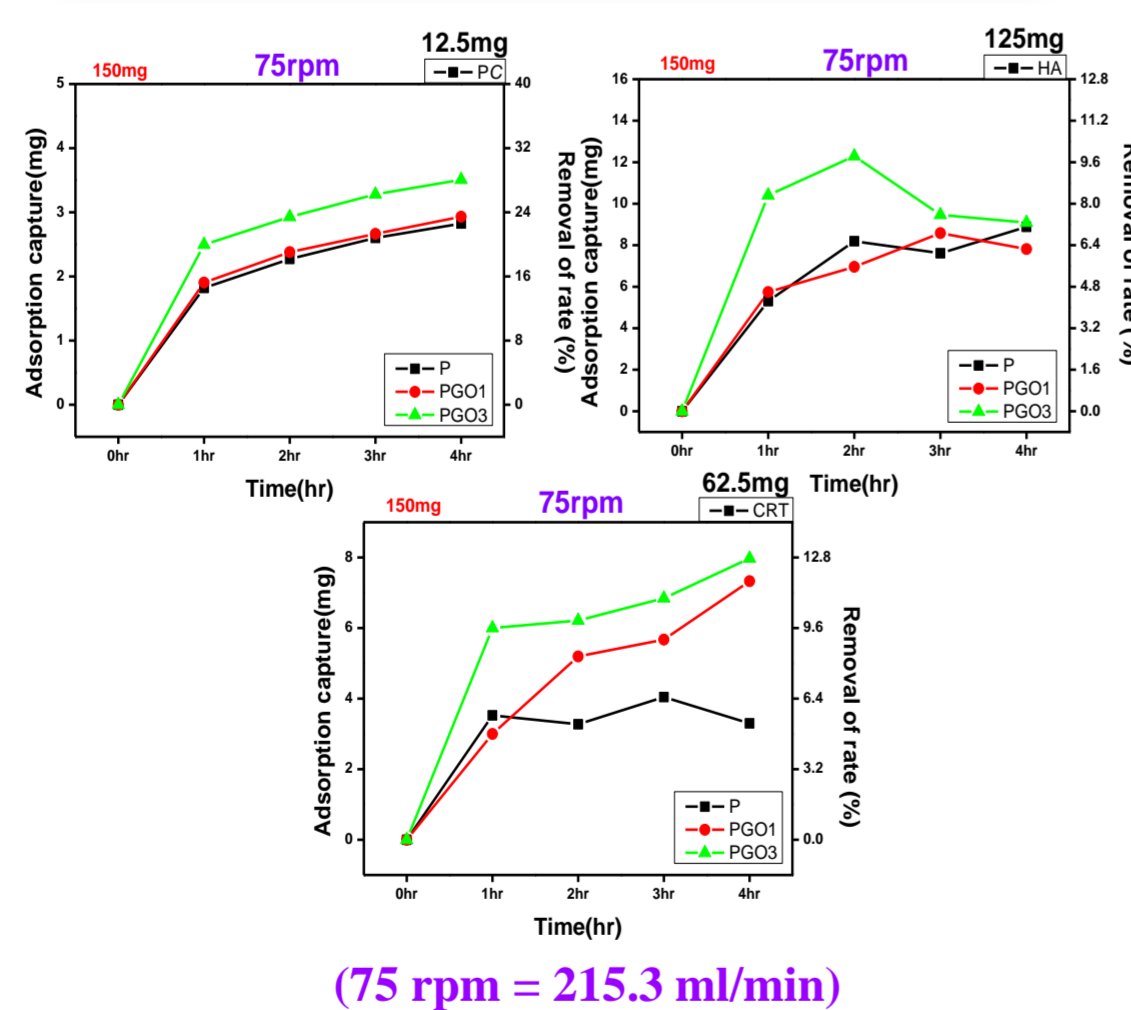 12.5mg
150mg
75rpm
PC
5
4
3
2
1
0
Adsorption capture(mg)
40
32
24
16
8
0
Removal of rate (%)
P
PGO1
PGO3
0hr 1hr 2hr 3hr 4hr
Time(hr)
125mg
150mg
75rpm
HA
16
14
12
10
8
6
4
2
0
Apsorption capture(mg)
12.8
11.2
9.6
8.0
6.4
4.8
3.2
1.6
0.0
Removal of rate (%)
P
PGO1
PGO3
0hr 1hr 2hr 3hr 4hr
Time(hr)
62.5mg
150mg
75rpm
CRT
8
6
4
2
0
Adsorption capture(mg)
12.8
9.6
6.4
3.2
0.0
Removal of rate (%)
P
PGO1
PGO3
0hr 1hr 2hr 3hr 4hr
Time(hr)
(75 rpm = 215.3 ml/min)